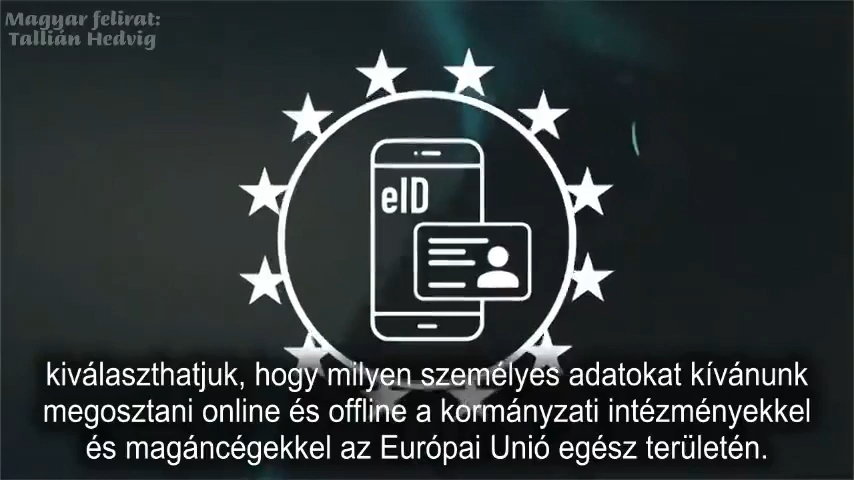 Magyar felirat:
Tallián Hedvig
eID
kiválaszthatjuk, hogy milyen személyes adatokat kívánunk
megosztani online és offline a kormányzati intézményekkel
és magáncégekkel az Európai Unió egész területén.